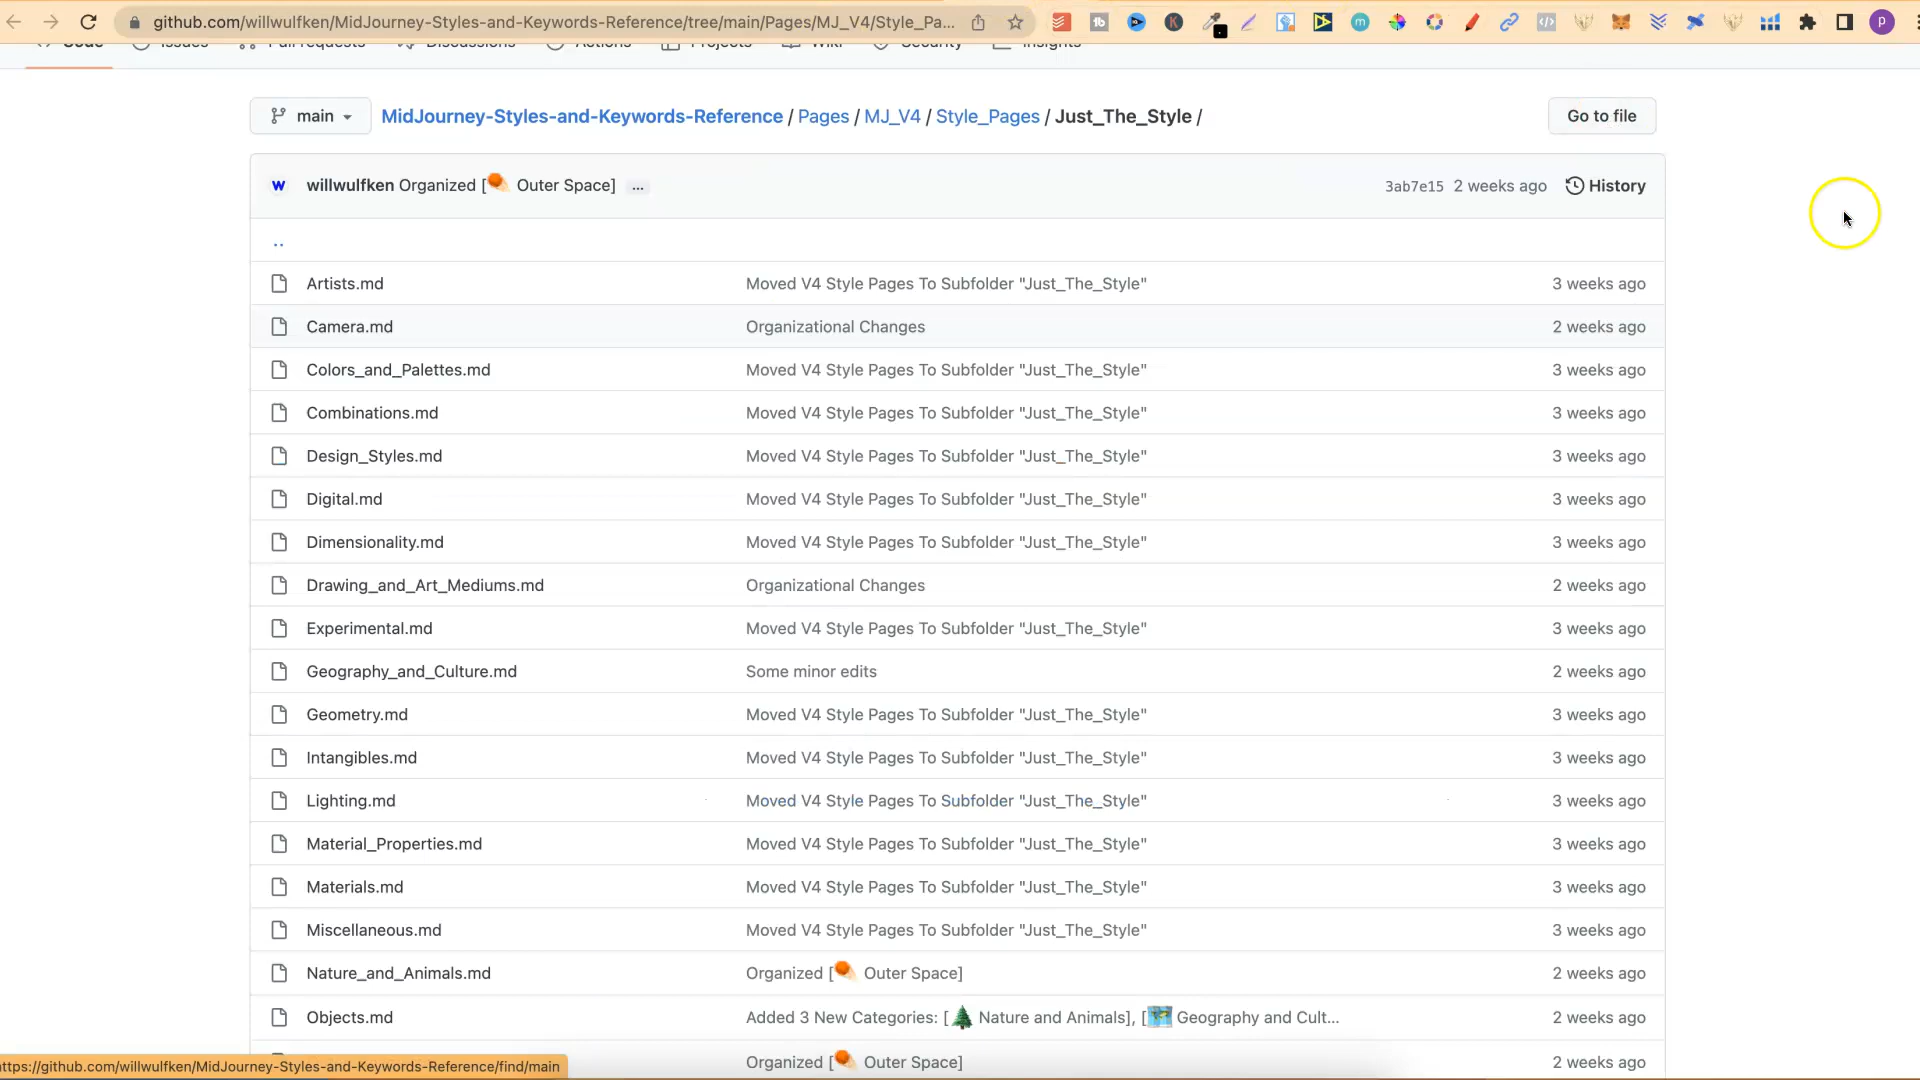 github.com/willwulfken/MidJourney-Styles-and-Keywords-Reference/tree/main/Pages/MJ_V4/Style_Pa...
Code Issues Pull requests Discussions Actions Projects Wiki Security Insights
main MidJourney-Styles-and-Keywords-Reference / Pages / MJ_V4 / Style_Pages / Just_The_Style / Go to file
willwulfken Organized [ Outer Space] ... 3ab7e15 2 weeks ago History
..
Artists.md Moved V4 Style Pages To Subfolder "Just_The_Style" 3 weeks ago
Camera.md Organizational Changes 2 weeks ago
Colors_and_Palettes.md Moved V4 Style Pages To Subfolder "Just_The_Style" 3 weeks ago
Combinations.md Moved V4 Style Pages To Subfolder "Just_The_Style" 3 weeks ago
Design_Styles.md Moved V4 Style Pages To Subfolder "Just_The_Style" 3 weeks ago
Digital.md Moved V4 Style Pages To Subfolder "Just_The_Style" 3 weeks ago
Dimensionality.md Moved V4 Style Pages To Subfolder "Just_The_Style" 3 weeks ago
Drawing_and_Art_Mediums.md Organizational Changes 2 weeks ago
Experimental.md Moved V4 Style Pages To Subfolder "Just_The_Style" 3 weeks ago
Geography_and_Culture.md Some minor edits 2 weeks ago
Geometry.md Moved V4 Style Pages To Subfolder "Just_The_Style" 3 weeks ago
Intangibles.md Moved V4 Style Pages To Subfolder "Just_The_Style" 3 weeks ago
Lighting.md Moved V4 Style Pages To Subfolder "Just_The_Style" 3 weeks ago
Material_Properties.md Moved V4 Style Pages To Subfolder "Just_The_Style" 3 weeks ago
Materials.md Moved V4 Style Pages To Subfolder "Just_The_Style" 3 weeks ago
Miscellaneous.md Moved V4 Style Pages To Subfolder "Just_The_Style" 3 weeks ago
Nature_and_Animals.md Organized [ Outer Space] 2 weeks ago
Objects.md Added 3 New Categories: [ Nature and Animals], [ Geography and Cult... 2 weeks ago
Organized [ Outer Space] 2 weeks ago
ttps://github.com/willwulfken/MidJourney-Styles-and-Keywords-Reference/find/main